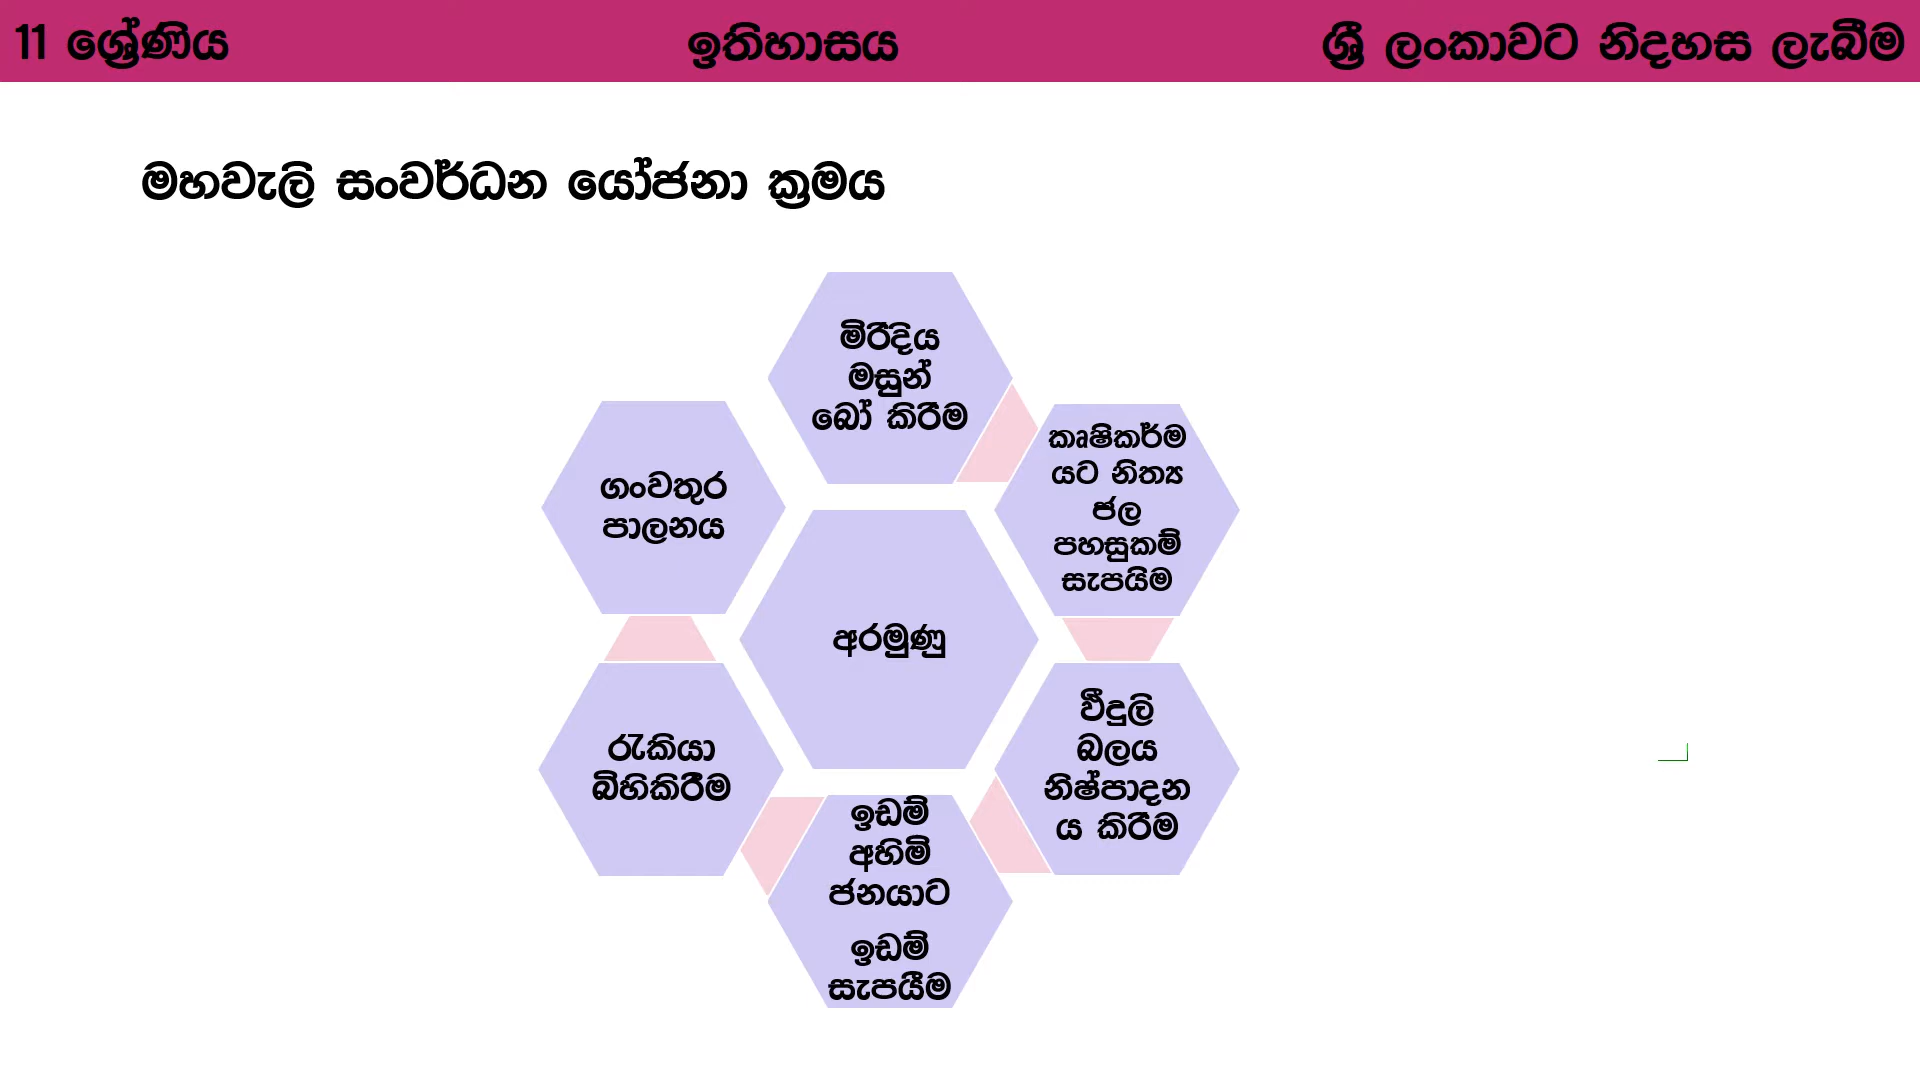 11 ශ්‍රේණිය
ඉතිහාසය
ශ්‍රී ලංකාවට නිදහස ලැබීම
මහවැලි සංවර්ධන යෝජනා ක්‍රමය
මිරිදිය
මසුන්
බෝ කිරීම
කෘෂිකර්ම
යට නිත්‍ය
ජල
පහසුකම්
සැපයිම
විදුලි
බලය
නිෂ්පාදන
ය කිරීම
ඉඩම්
අහිමි
ජනයාට
ඉඩම්
සැපයීම
රැකියා
බිහිකිරීම
ගංවතුර
පාලනය
අරමුණු